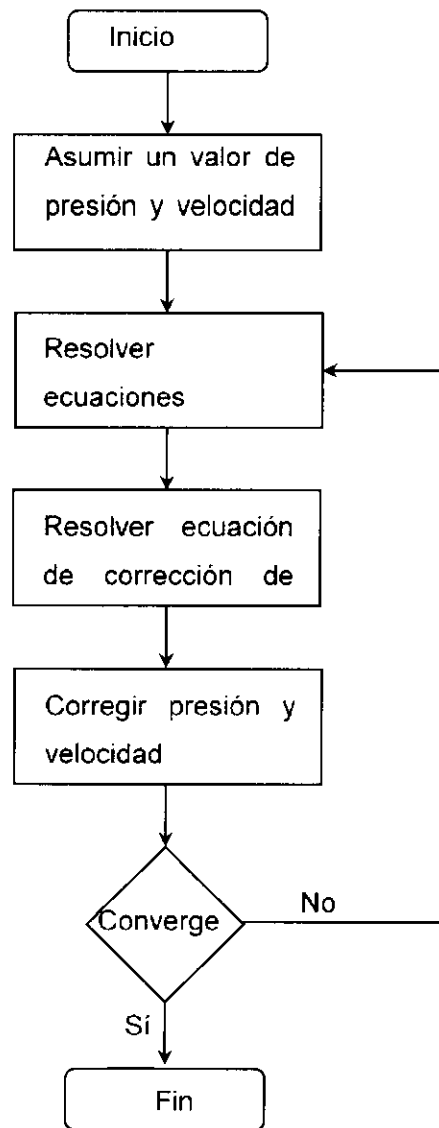 Inicio
Asumir un valor de
presión y velocidad
Resolver
ecuaciones
Resolver ecuación
de corrección de
Corregir presión y
velocidad
Converge
No
Sí
Fin